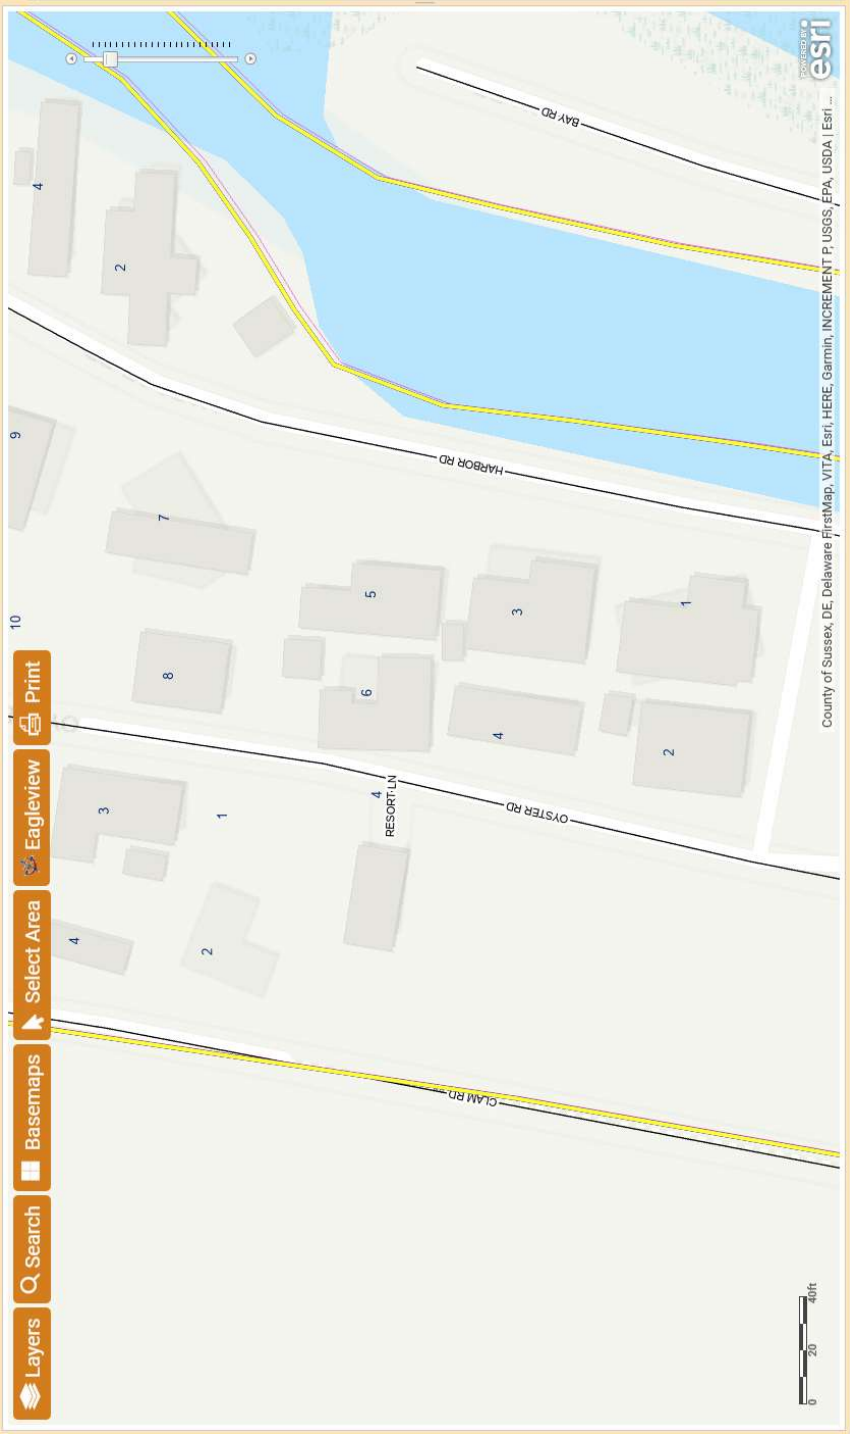 Layers
Search
Basemaps
Select Area
Eagleview
Print
10
9
4
4
3
2
8
7
2
1
6
5
4
RESORT LN
CLAM RD
OYSTER RD
HARBOR RD
BAY RD
4
3
2
1
0 20 40ft
County of Sussex, DE, Delaware FirstMap, VITA, Esri, HERE, Garmin, INCREMENT P, USGS, EPA, USDA | Esri ...
POWERED BY
esri